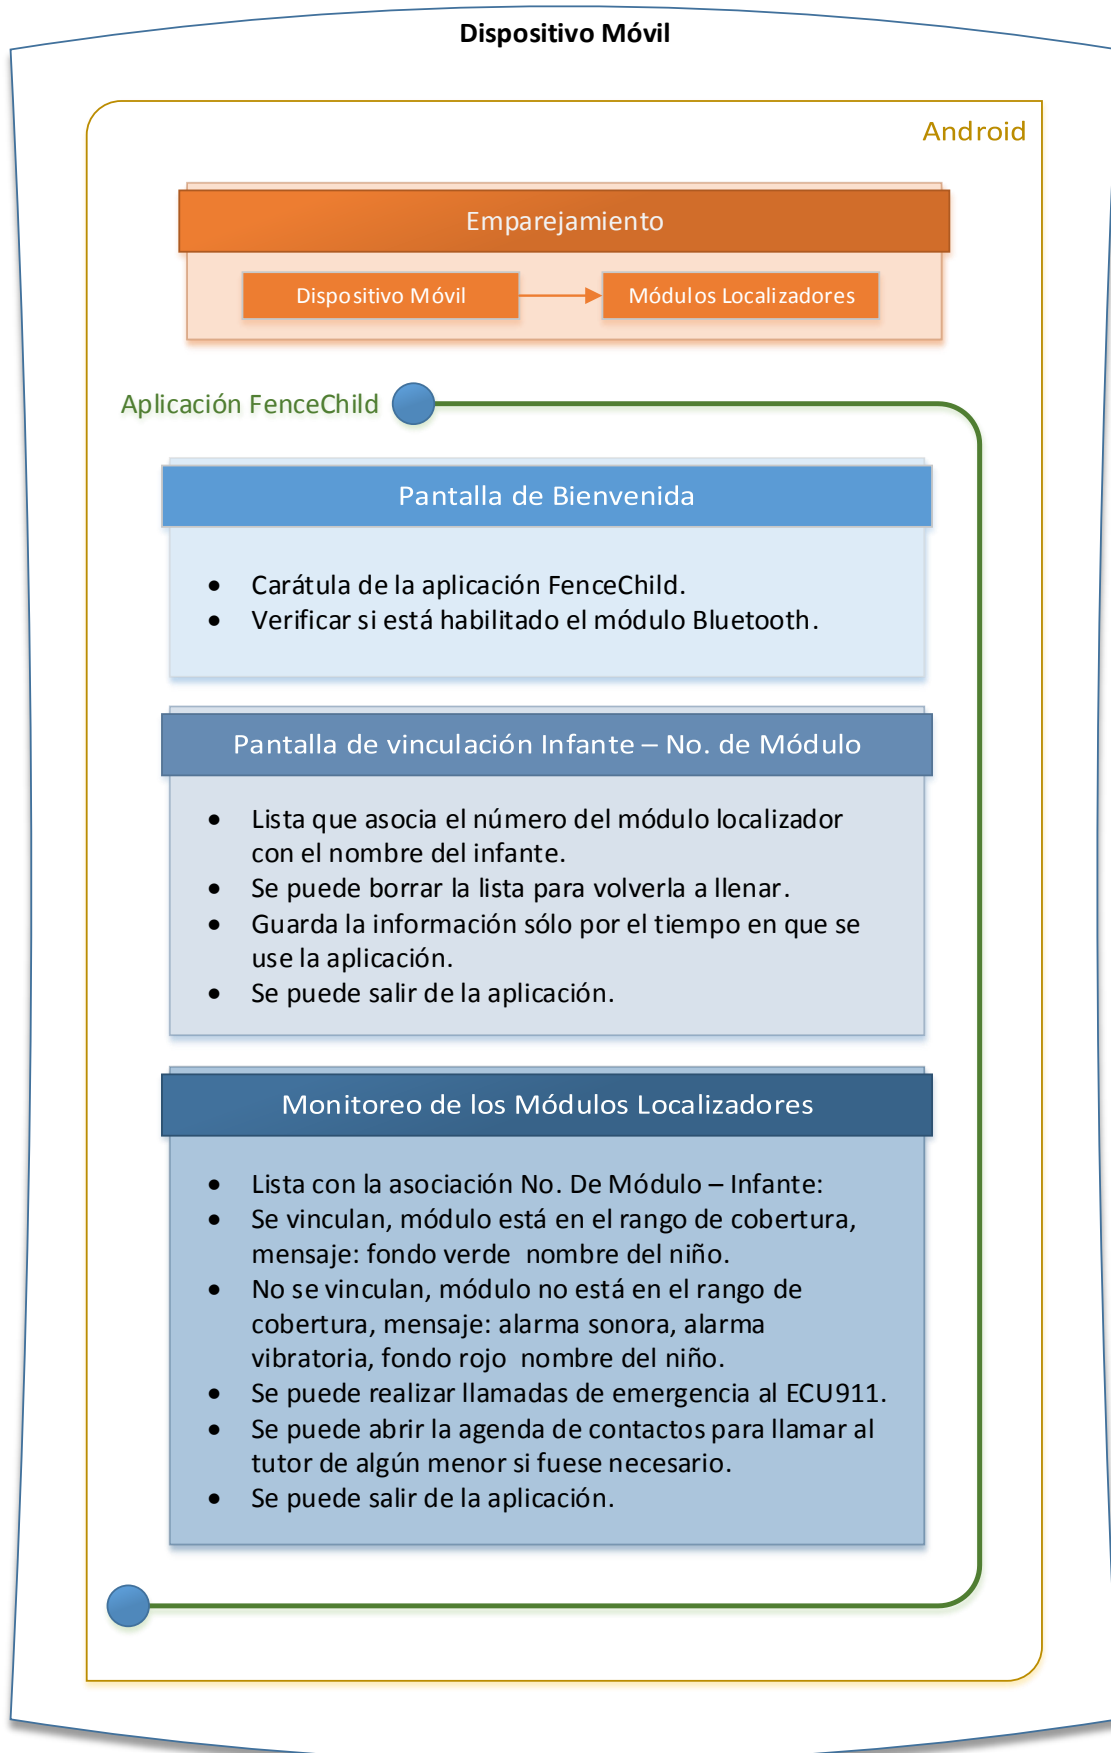 Dispositivo Móvil
Android
Emparejamiento
Dispositivo Móvil
Módulos Localizadores
Aplicación FenceChild
Pantalla de Bienvenida
• Carátula de la aplicación FenceChild.
• Verificar si está habilitado el módulo Bluetooth.
Pantalla de vinculación Infante – No. de Módulo
• Lista que asocia el número del módulo localizador
con el nombre del infante.
• Se puede borrar la lista para volverla a llenar.
• Guarda la información sólo por el tiempo en que se
use la aplicación.
• Se puede salir de la aplicación.
Monitoreo de los Módulos Localizadores
• Lista con la asociación No. De Módulo – Infante:
• Se vinculan, módulo está en el rango de cobertura,
mensaje: fondo verde  nombre del niño.
• No se vinculan, módulo no está en el rango de
cobertura, mensaje: alarma sonora, alarma
vibratoria, fondo rojo  nombre del niño.
• Se puede realizar llamadas de emergencia al ECU911.
• Se puede abrir la agenda de contactos para llamar al
tutor de algún menor si fuese necesario.
• Se puede salir de la aplicación.